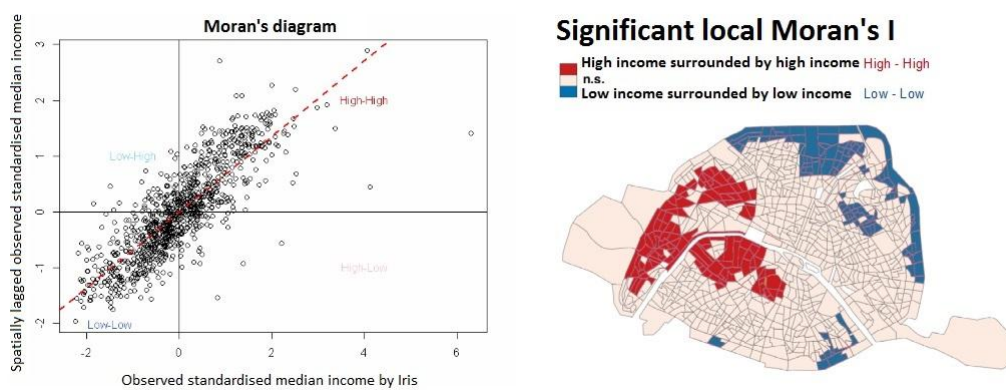 Moran's diagram
Spatially lagged observed standardised median income
3
2
1
0
-1
-2
High-High
Low-High
High-Low
Low-Low
-2 0 2 4 6
Observed standardised median income by Iris
Significant local Moran's I
High income surrounded by high income High - High
n.s.
Low income surrounded by low income Low - Low